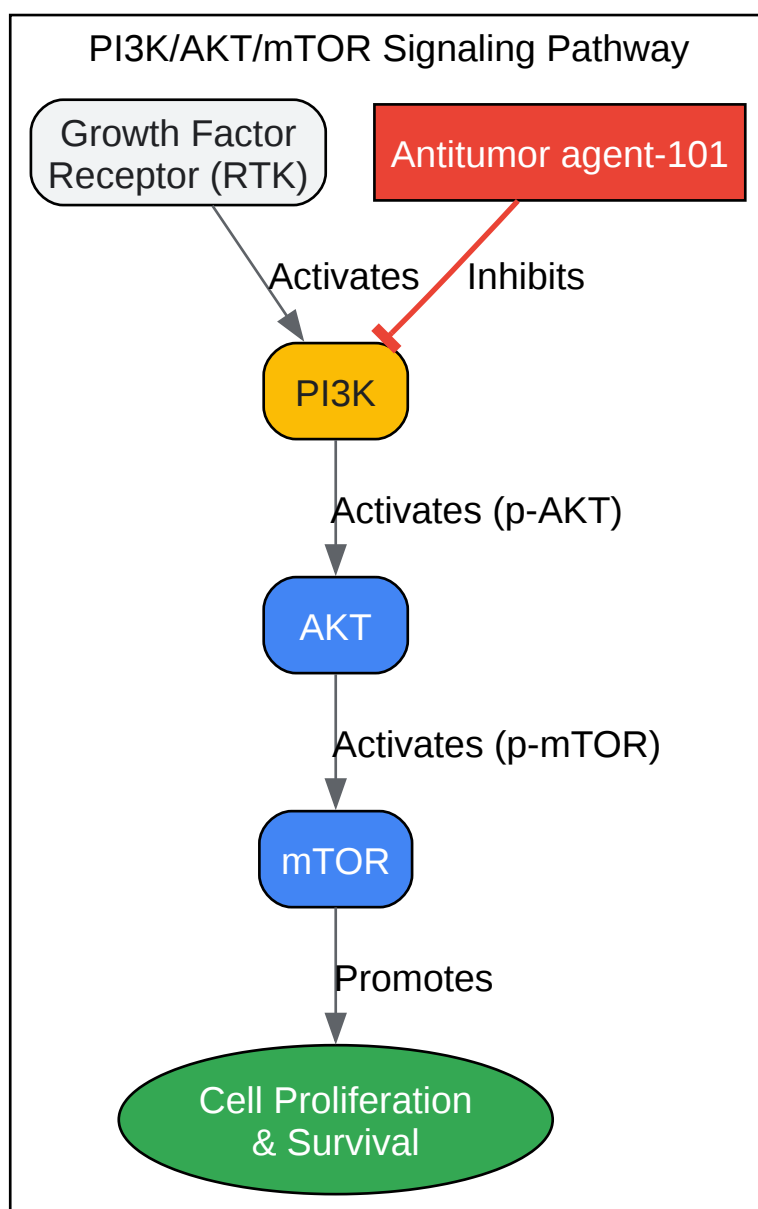 PI3K/AKT/mTOR Signaling Pathway
Growth Factor
Receptor (RTK)
Antitumor agent-101
Activates
Inhibits
PI3K
Activates (p-AKT)
AKT
Activates (p-mTOR)
mTOR
Promotes
Cell Proliferation
& Survival